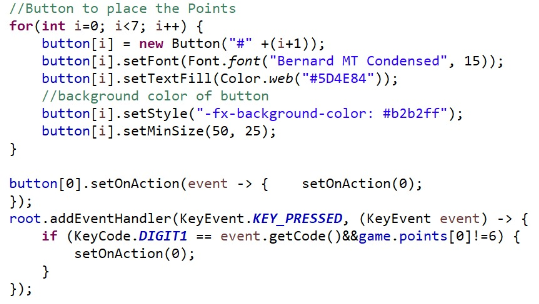 //Button to place the Points
for(int i=0; i<7; i++) {
    button[i] = new Button("#" +(i+1));
    button[i].setFont(Font.font("Bernard MT Condensed", 15));
    button[i].setTextFill(Color.web("#5D4E84"));
    //background color of button
    button[i].setStyle("-fx-background-color: #b2b2ff");
    button[i].setMinSize(50, 25);
}

button[0].setOnAction(event -> {    setOnAction(0);
});
root.addEventHandler(KeyEvent.KEY_PRESSED, (KeyEvent event) -> {
    if (KeyCode.DIGIT1 == event.getCode()&&game.points[0]!=6) {
        setOnAction(0);
    }
});